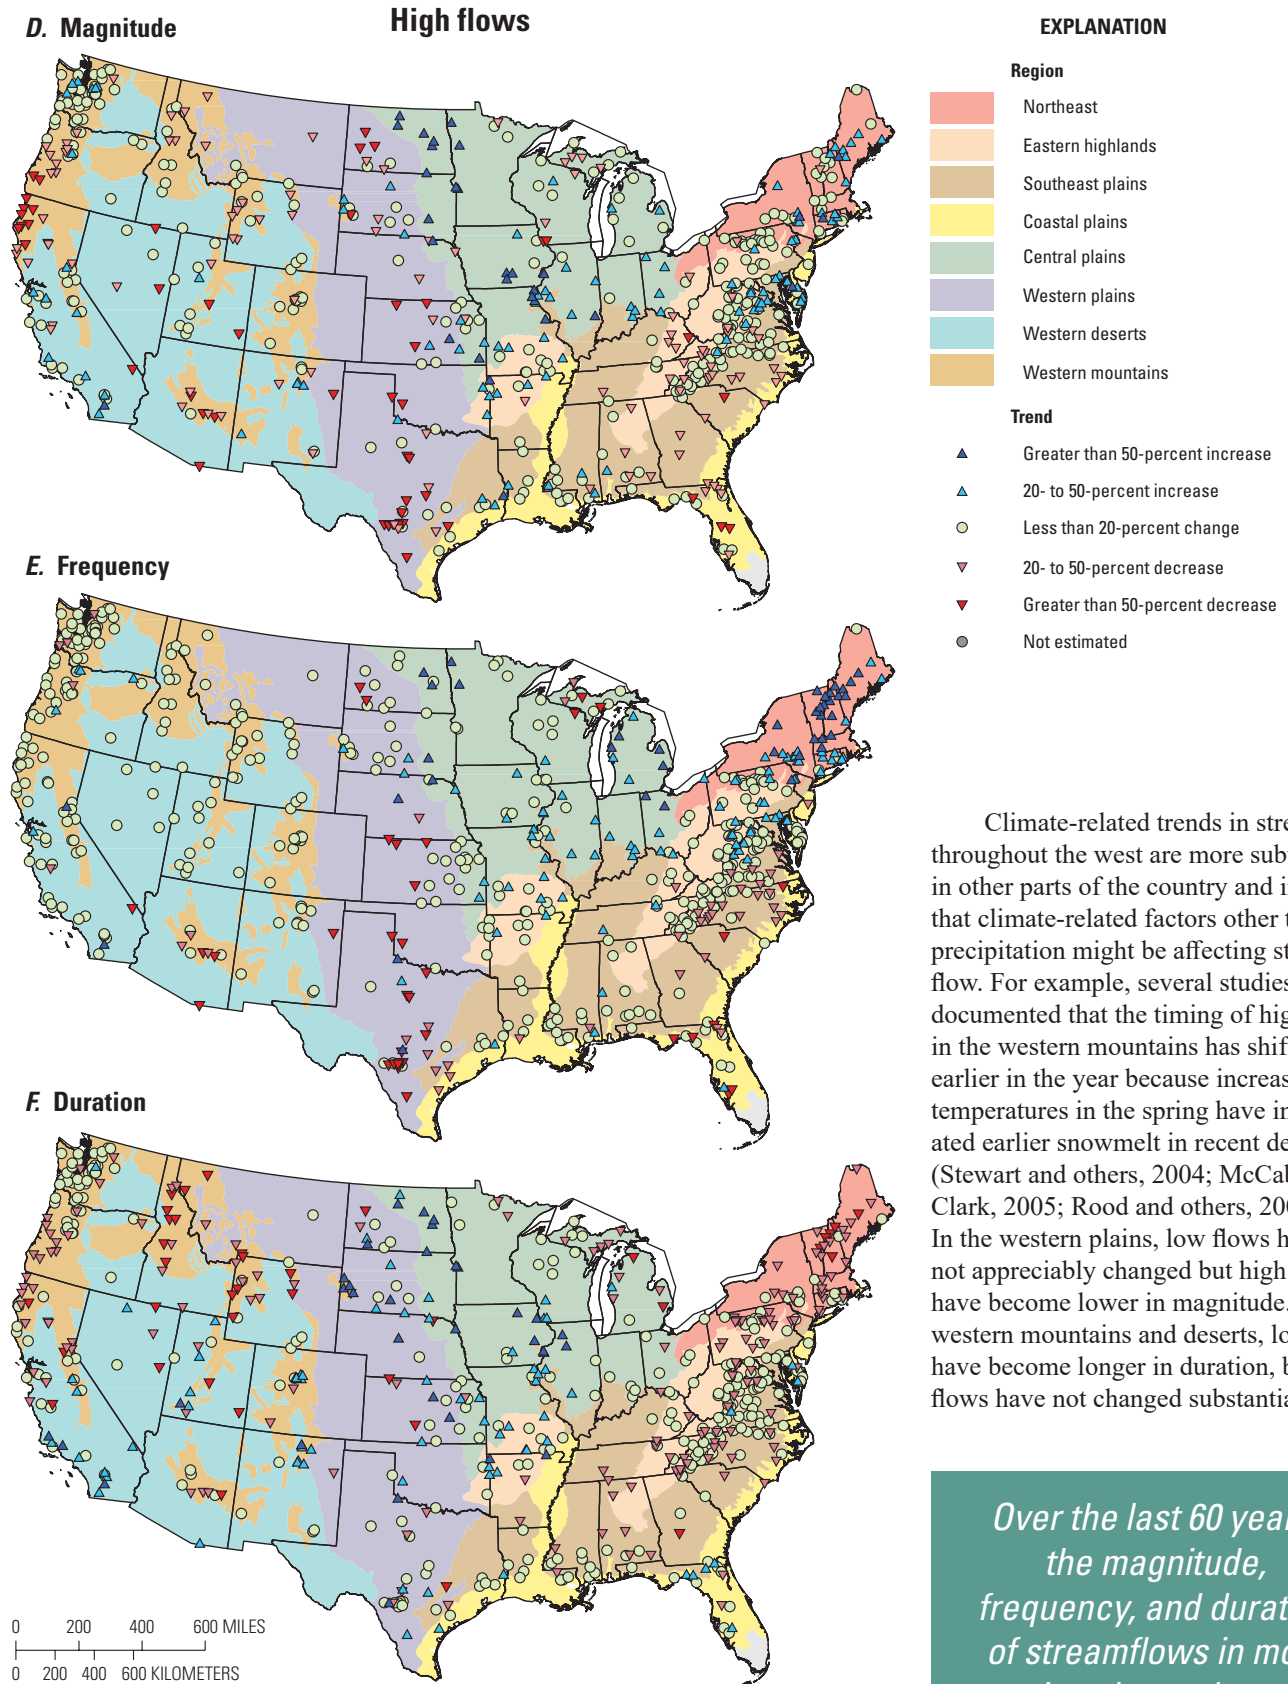 High flows
D. Magnitude
E. Frequency
F. Duration
0 200 400 600 MILES
0 200 400 600 KILOMETERS
EXPLANATION
Region
Northeast
Eastern highlands
Southeast plains
Coastal plains
Central plains
Western plains
Western deserts
Western mountains
Trend
Greater than 50-percent increase
20- to 50-percent increase
Less than 20-percent change
20- to 50-percent decrease
Greater than 50-percent decrease
Not estimated
Climate-related trends in stre
throughout the west are more sub
in other parts of the country and i
that climate-related factors other t
precipitation might be affecting st
flow. For example, several studies
documented that the timing of hig
in the western mountains has shif
earlier in the year because increas
temperatures in the spring have in
ated earlier snowmelt in recent de
(Stewart and others, 2004; McCab
Clark, 2005; Rood and others, 200
In the western plains, low flows h
not appreciably changed but high
have become lower in magnitude.
western mountains and deserts, lo
have become longer in duration, b
flows have not changed substantia
Over the last 60 year
the magnitude,
frequency, and durat
of streamflows in mo